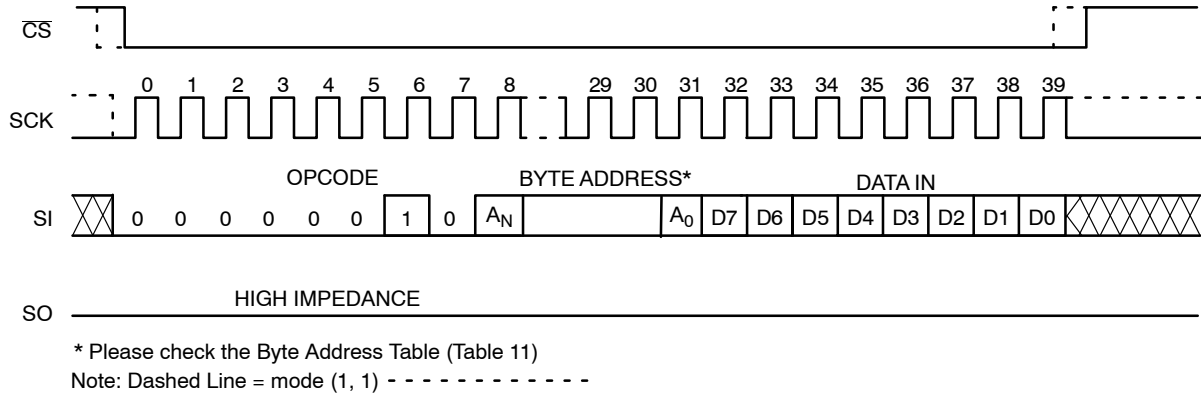 CS
0 1 2 3 4 5 6 7 8 29 30 31 32 33 34 35 36 37 38 39
SCK
OPCODE BYTE ADDRESS* DATA IN
SI 0 0 0 0 0 0 1 0 AN A0 D7 D6 D5 D4 D3 D2 D1 D0
HIGH IMPEDANCE
SO
* Please check the Byte Address Table (Table 11)
Note: Dashed Line = mode (1, 1)